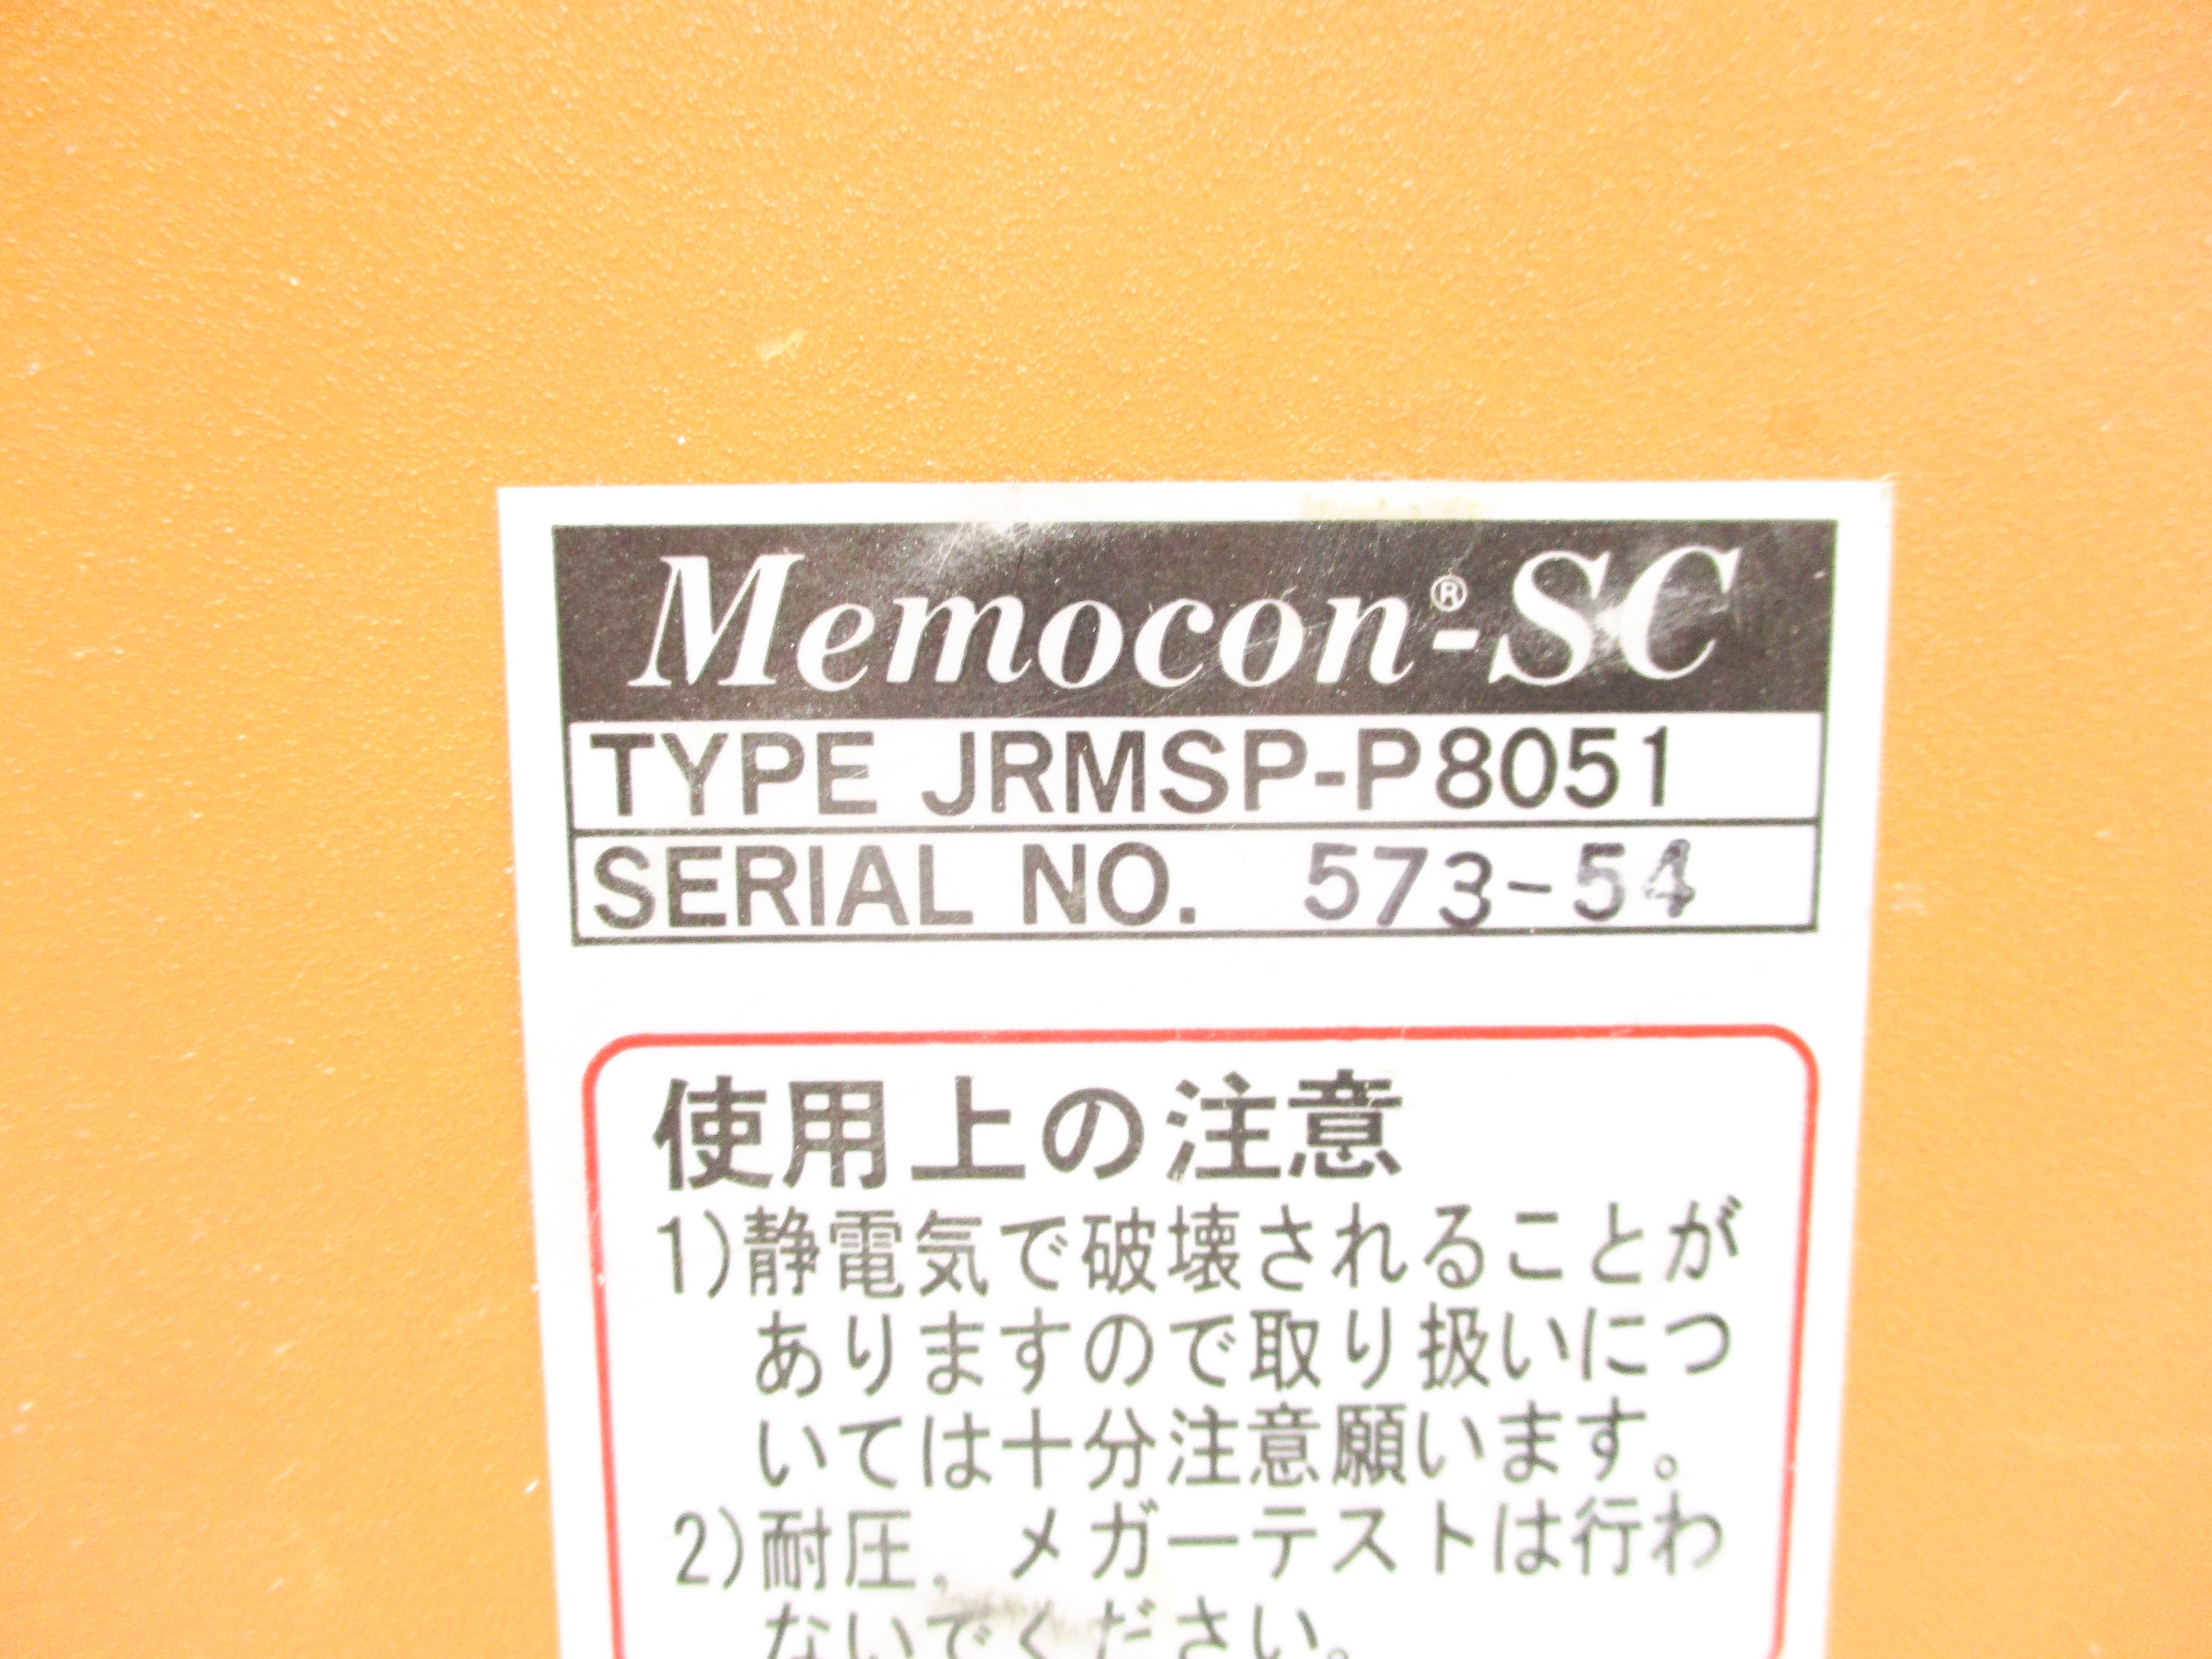 Memocon®-SC
TYPE JRMSP-P8051
SERIAL NO. 573-54
使用上の注意
1)静電気で破壊されることが
ありますので取り扱いにつ
いては十分注意願います。
2)耐圧，メガーテストは行わ
ないでください。